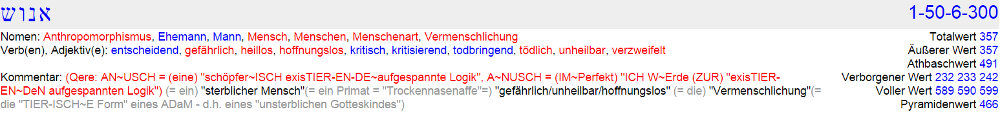 אנוש 1-50-6-300
Nomen: Anthropomorphismus, Ehemann, Mann, Mensch, Menschen, Menschenart, Vermenschlichung Totalwert 357
Verb(en), Adjektiv(e): entscheidend, gefährlich, heillos, hoffnungslos, kritisch, kritisierend, todbringend, tödlich, unheilbar, verzweifelt Äußerer Wert 357
Athbaschwert 491
Kommentar: (Qere: AN~USCH = (eine) "schöpfer~ISCH exisTIER-EN-DE~aufgespannte Logik", A~NUSCH = (IM~Perfekt) "ICH W~Erde (ZUR) "exisTIER- Verborgener Wert 232 233 242
EN~DeN aufgespannten Logik") (= ein) "sterblicher Mensch"(= ein Primat = "Trockennasenaffe"=) "gefährlich/unheilbar/hoffnungslos" (= die) "Vermenschlichung"(= Voller Wert 589 590 599
die "TIER-ISCH~E Form" eines ADaM - d.h. eines "unsterblichen Gotteskindes") Pyramidenwert 466